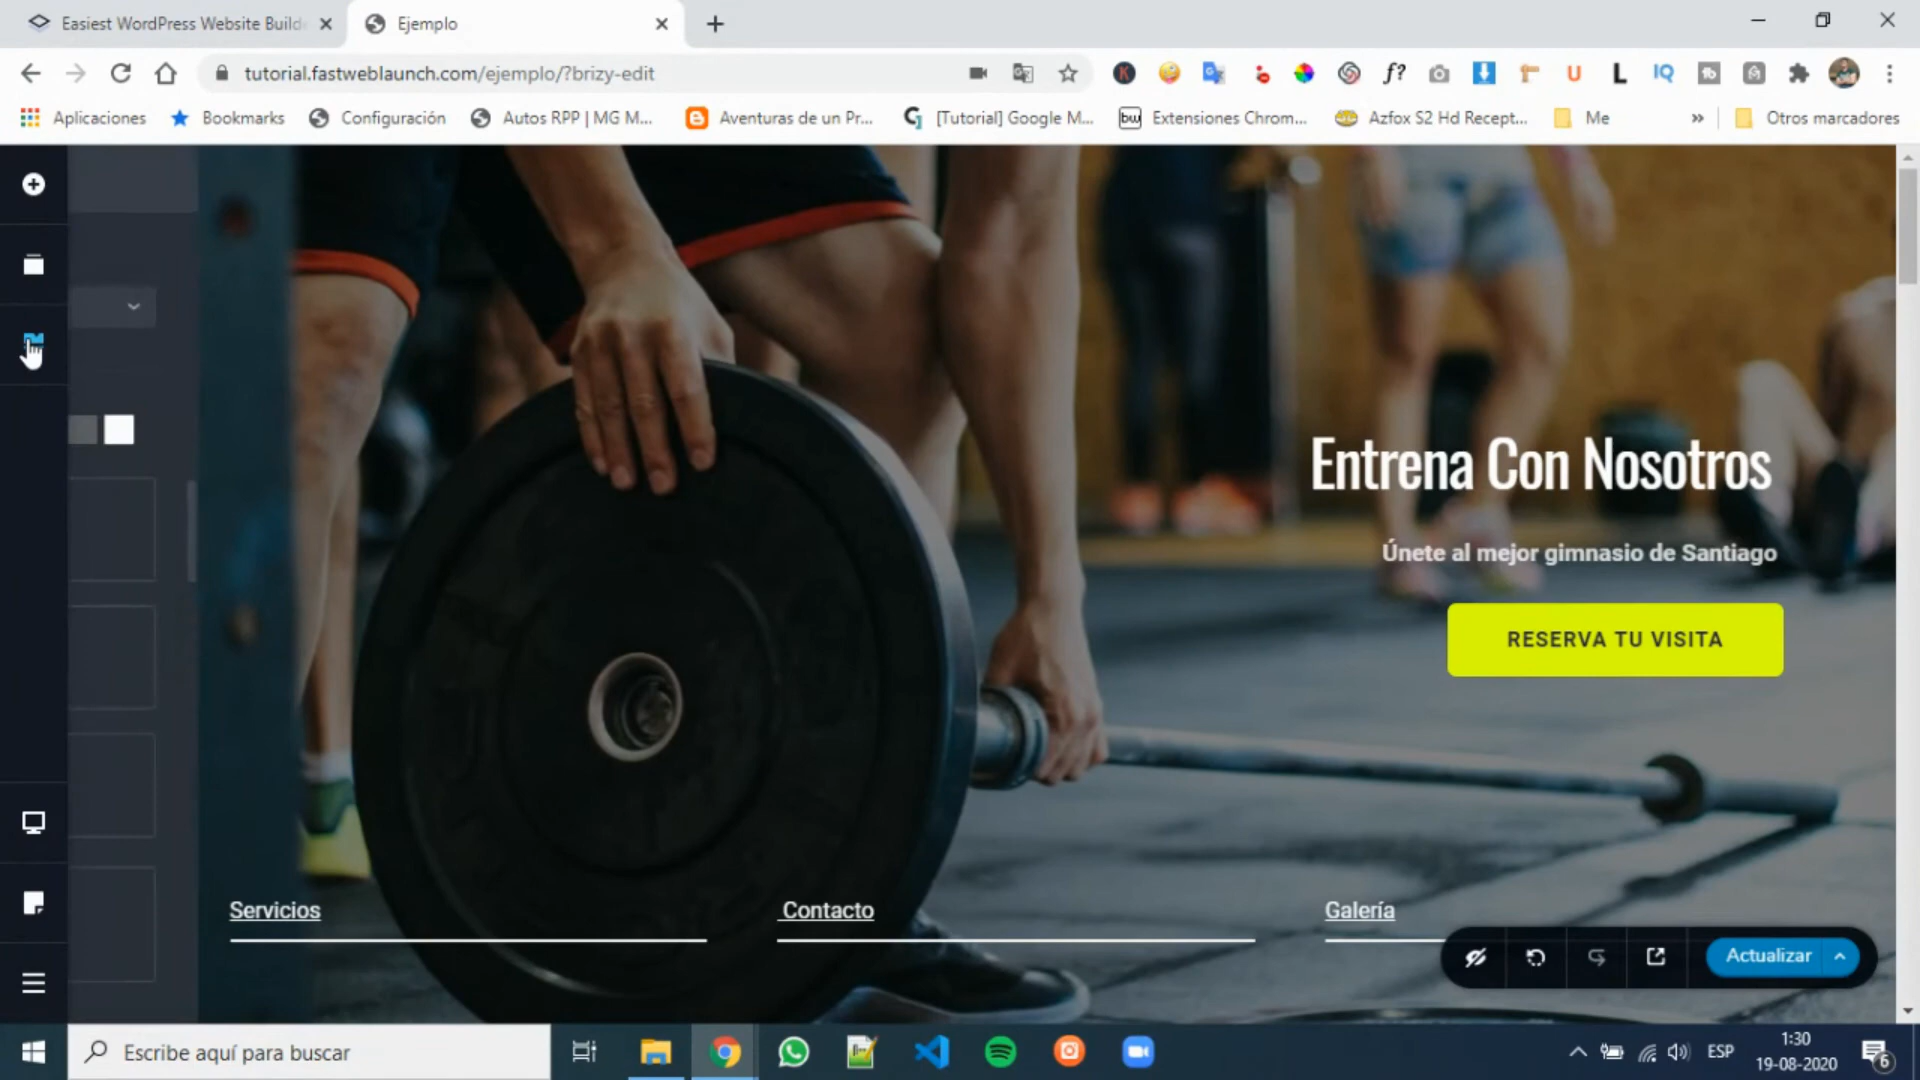 Easiest WordPress Website Builde
Ejemplo
tutorial.fastweblaunch.com/ejemplo/?brizy-edit
Aplicaciones
Bookmarks
Configuración
Autos RPP | MG M...
Aventuras de un Pr...
[Tutorial] Google M...
Extensiones Chrom...
Azfox S2 Hd Recept...
Me
»
Otros marcadores
Entrena Con Nosotros
Únete al mejor gimnasio de Santiago
RESERVA TU VISITA
Servicios
Contacto
Galería
Actualizar
Escribe aquí para buscar
ESP
1:30
19-08-2020
6